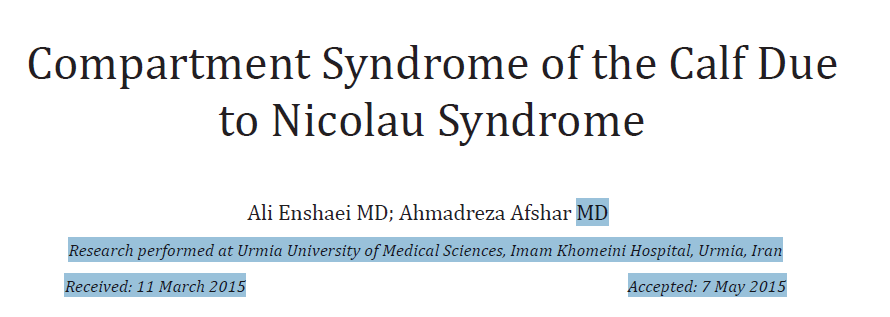 Compartment Syndrome of the Calf Due
to Nicolau Syndrome
Ali Enshaei MD; Ahmadreza Afshar MD
Research performed at Urmia University of Medical Sciences, Imam Khomeini Hospital, Urmia, Iran
Received: 11 March 2015 Accepted: 7 May 2015